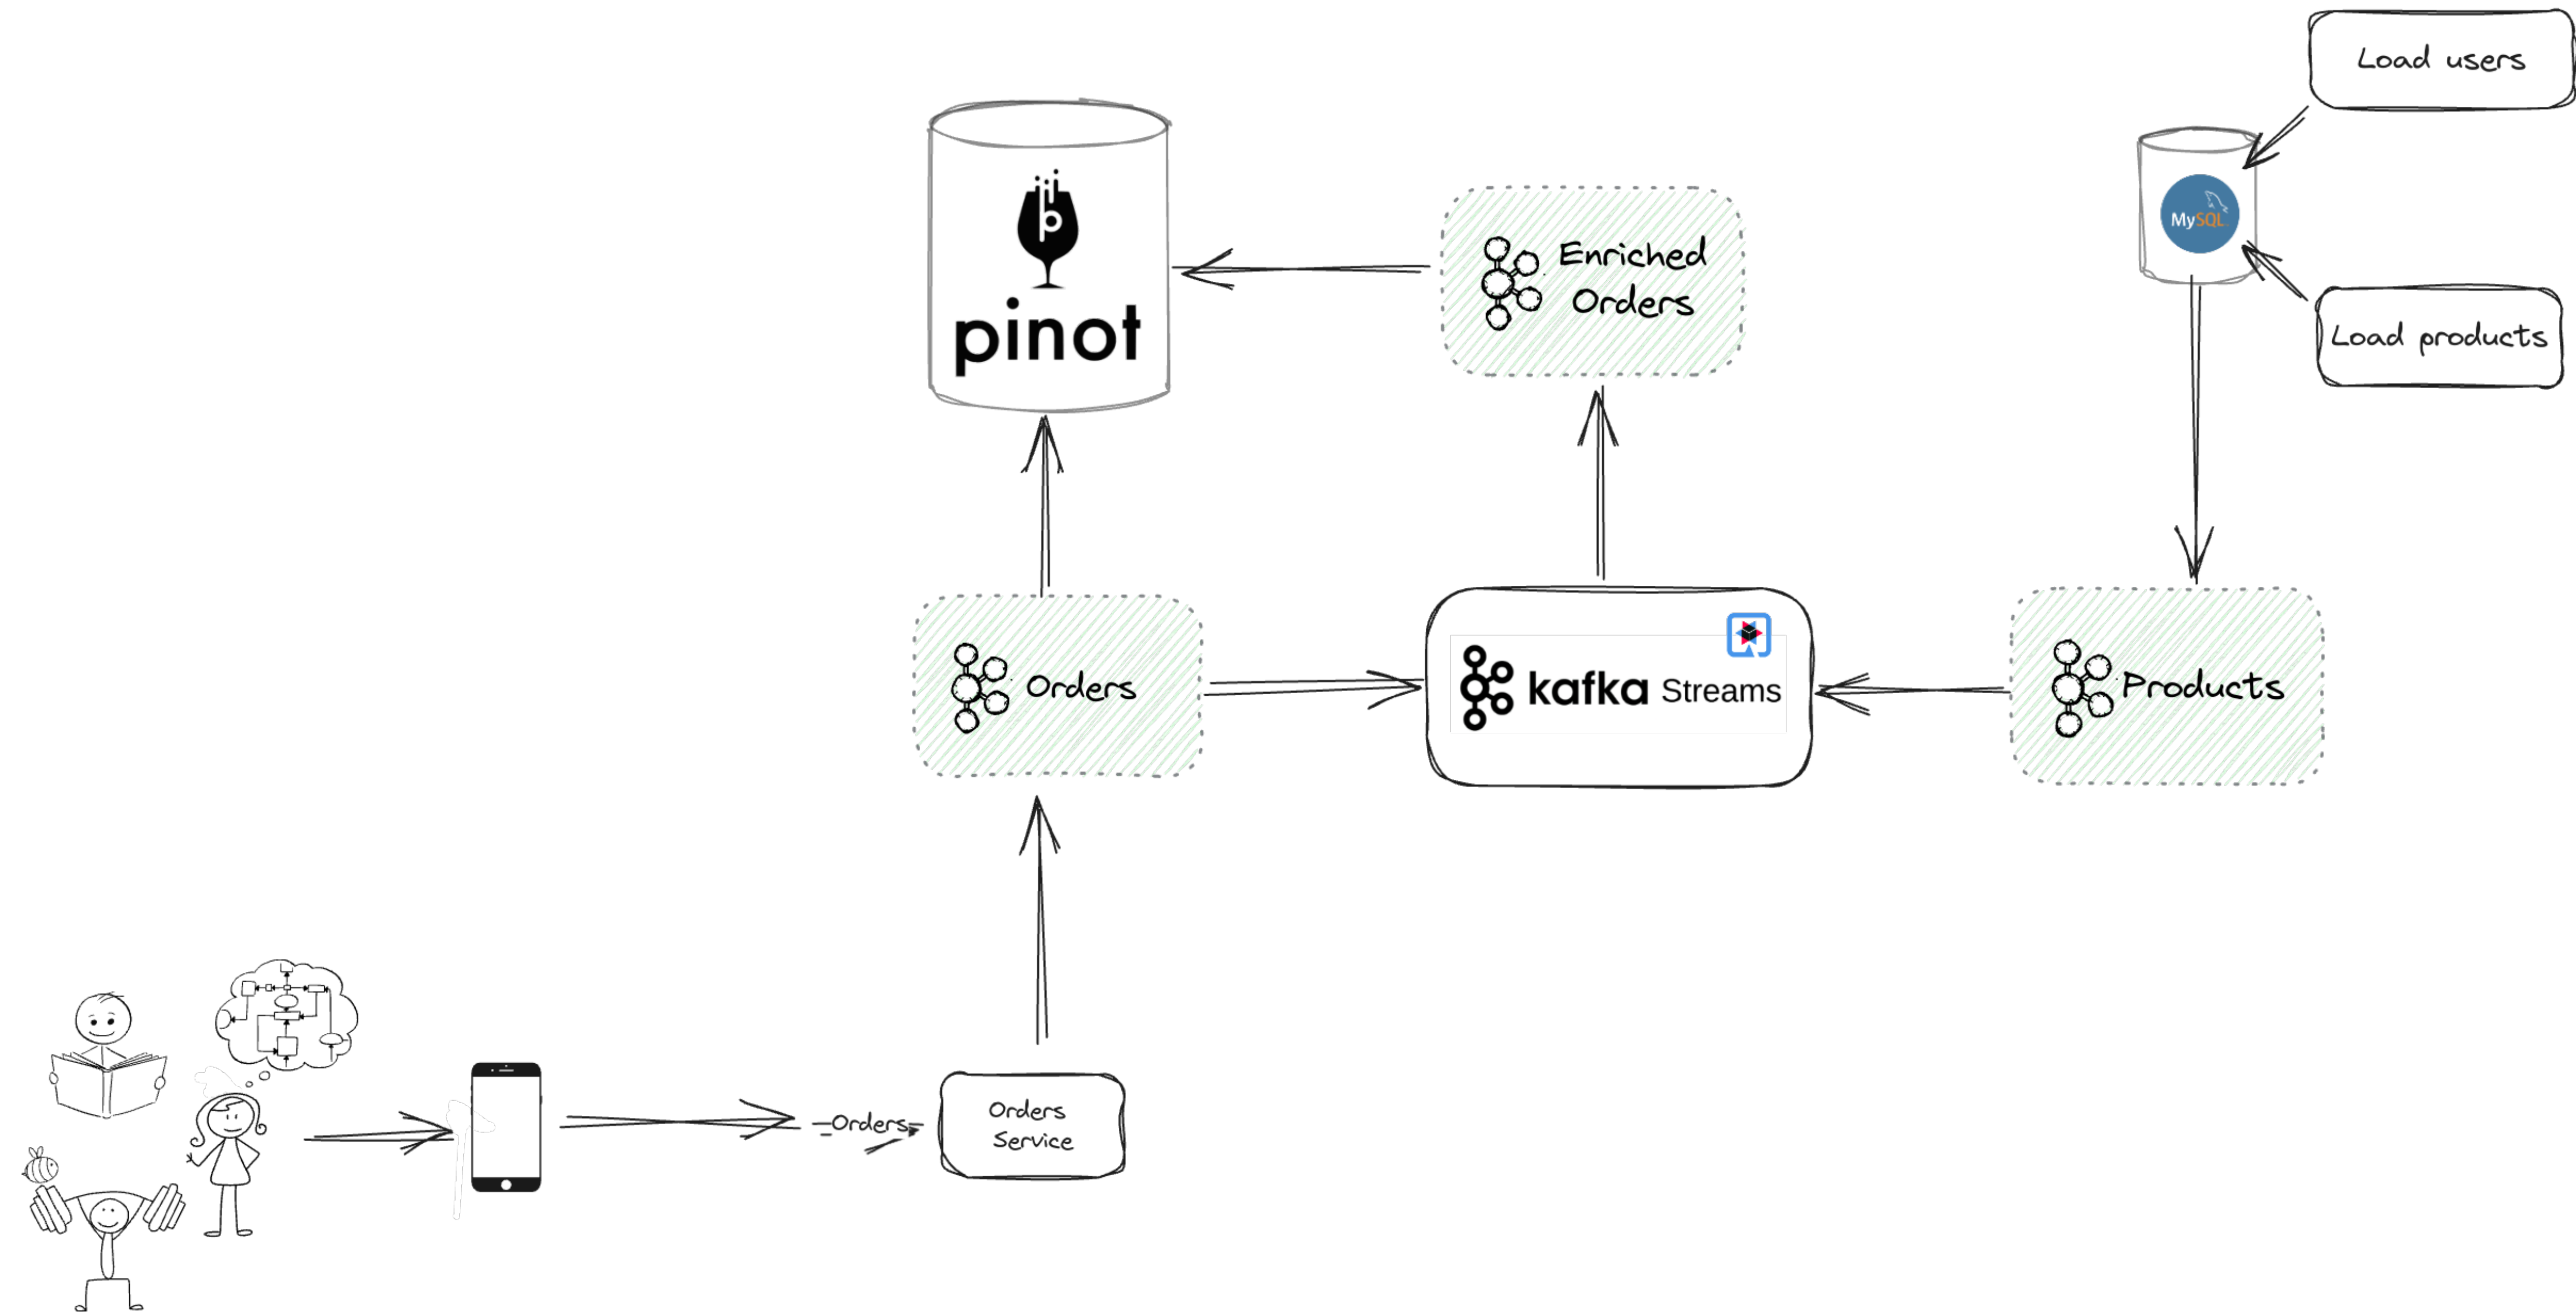 Load users
MySQL
Load products
p
pinot
Enriched
Orders
Orders
kafka Streams
Products
Orders
Orders
Service